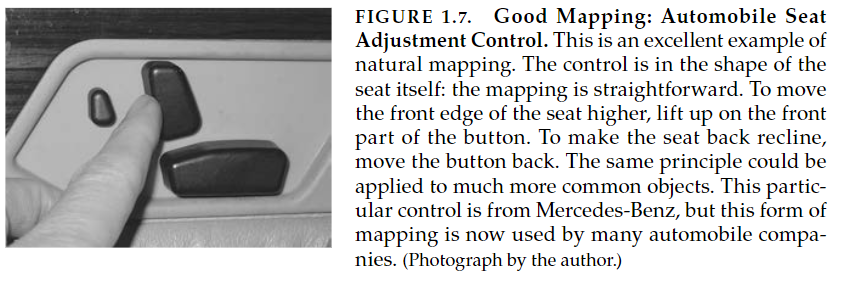 FIGURE 1.7. Good Mapping: Automobile Seat
Adjustment Control. This is an excellent example of
natural mapping. The control is in the shape of the
seat itself: the mapping is straightforward. To move
the front edge of the seat higher, lift up on the front
part of the button. To make the seat back recline,
move the button back. The same principle could be
applied to much more common objects. This partic-
ular control is from Mercedes-Benz, but this form of
mapping is now used by many automobile compa-
nies. (Photograph by the author.)